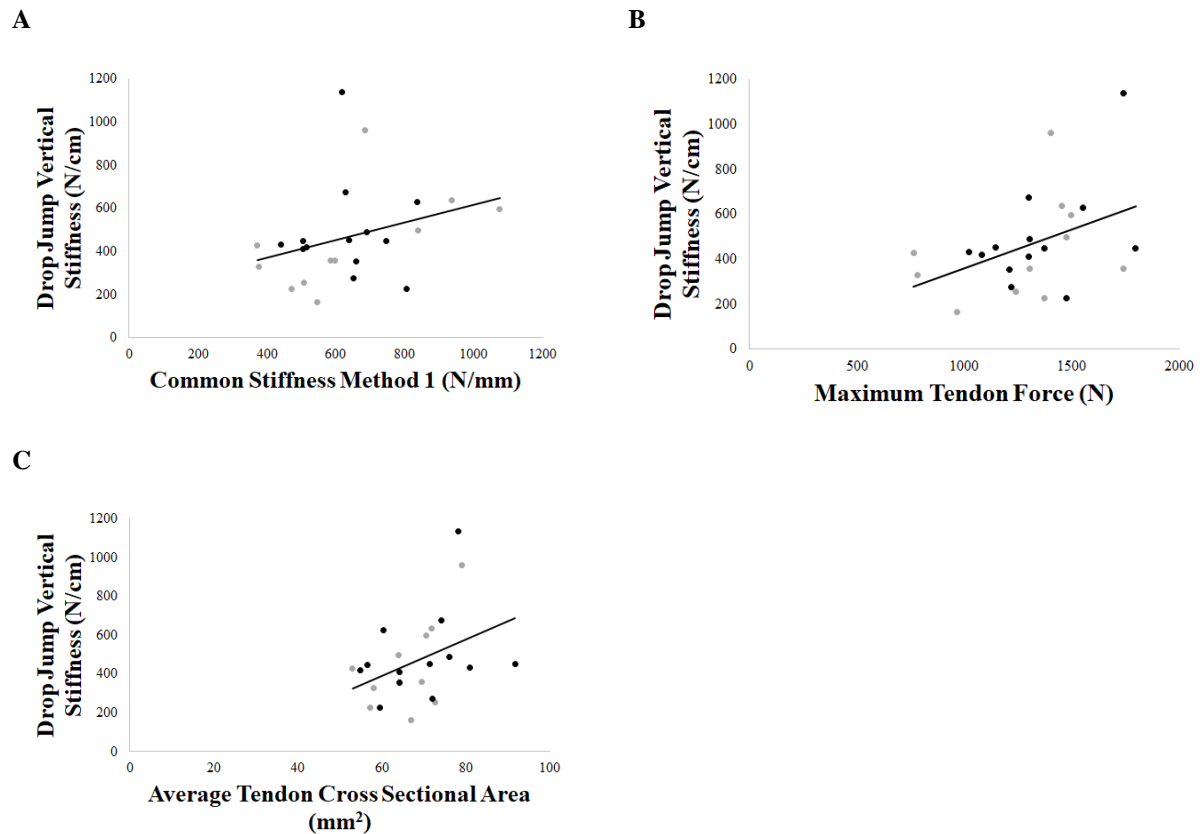 A
Drop Jump Vertical
Stiffness (N/cm)
1200
1000
800
600
400
200
0
0 200 400 600 800 1000 1200
Common Stiffness Method 1 (N/mm)
B
Drop Jump Vertical
Stiffness (N/cm)
1200
1000
800
600
400
200
0
0 500 1000 1500 2000
Maximum Tendon Force (N)
C
Drop Jump Vertical
Stiffness (N/cm)
1200
1000
800
600
400
200
0
0 20 40 60 80 100
Average Tendon Cross Sectional Area
(mm²)